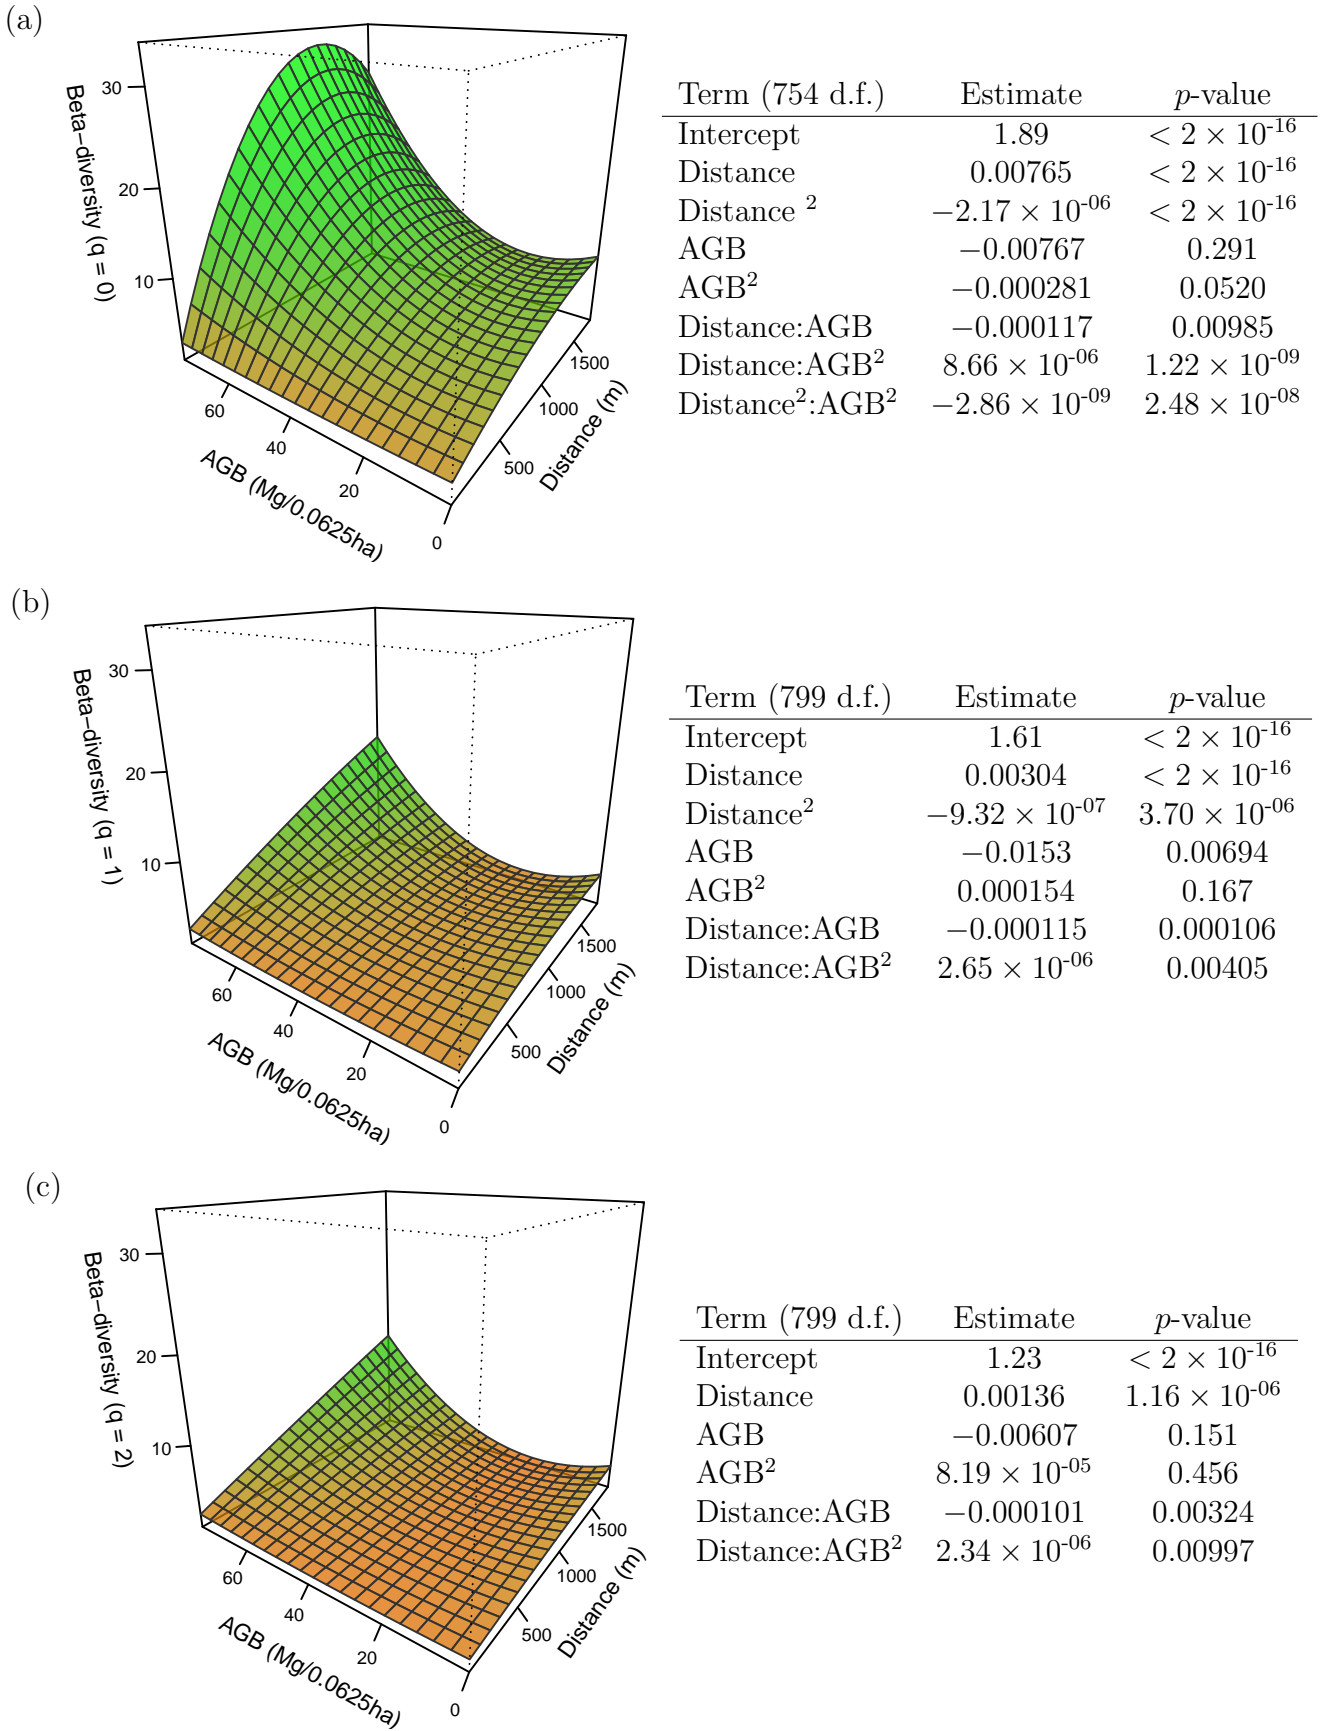 (a)
Beta−diversity (q = 0)
30
20
10
60
40
20
0
AGB (Mg/0.0625ha)
500
1000
1500
Distance (m)
Term (754 d.f.) Estimate p-value
Intercept 1.89 < 2 × 10^-16
Distance 0.00765 < 2 × 10^-16
Distance ² −2.17 × 10^-06 < 2 × 10^-16
AGB −0.00767 0.291
AGB² −0.000281 0.0520
Distance:AGB −0.000117 0.00985
Distance:AGB² 8.66 × 10^-06 1.22 × 10^-09
Distance²:AGB² −2.86 × 10^-09 2.48 × 10^-08
(b)
Beta−diversity (q = 1)
30
20
10
60
40
20
0
AGB (Mg/0.0625ha)
500
1000
1500
Distance (m)
Term (799 d.f.) Estimate p-value
Intercept 1.61 < 2 × 10^-16
Distance 0.00304 < 2 × 10^-16
Distance² −9.32 × 10^-07 3.70 × 10^-06
AGB −0.0153 0.00694
AGB² 0.000154 0.167
Distance:AGB −0.000115 0.000106
Distance:AGB² 2.65 × 10^-06 0.00405
(c)
Beta−diversity (q = 2)
30
20
10
60
40
20
0
AGB (Mg/0.0625ha)
500
1000
1500
Distance (m)
Term (799 d.f.) Estimate p-value
Intercept 1.23 < 2 × 10^-16
Distance 0.00136 1.16 × 10^-06
AGB −0.00607 0.151
AGB² 8.19 × 10^-05 0.456
Distance:AGB −0.000101 0.00324
Distance:AGB² 2.34 × 10^-06 0.00997